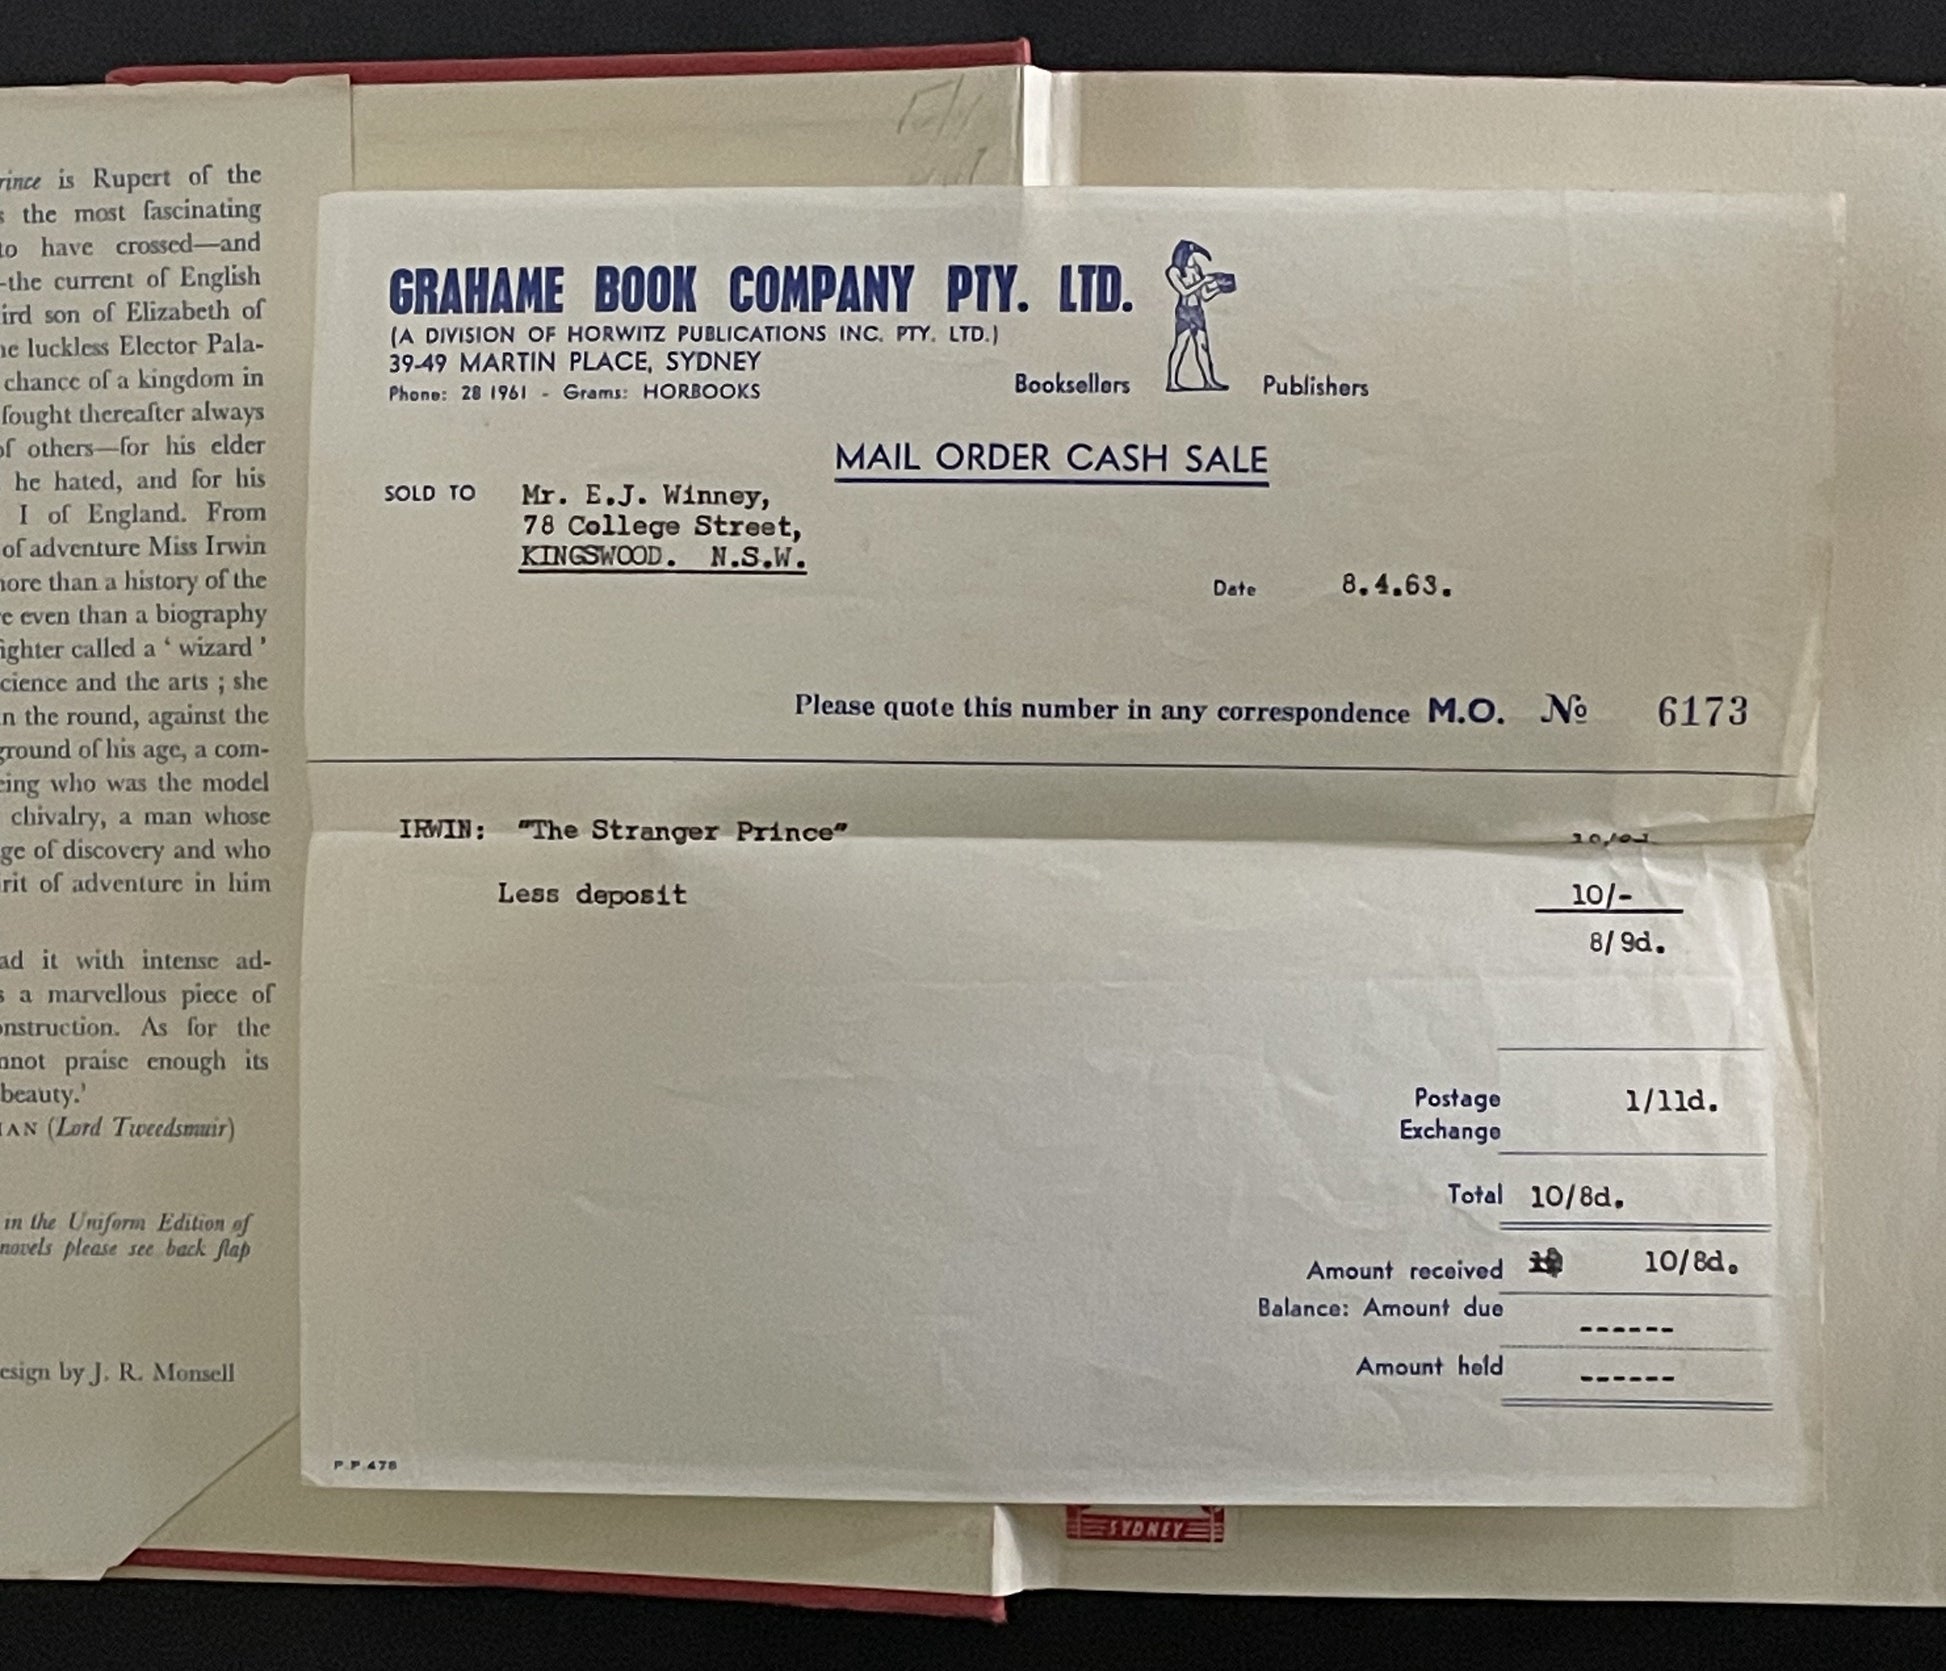 rince is Rupert of the
s the most fascinating
to have crossed—and
-the current of English
ird son of Elizabeth of
he luckless Elector Pala-
chance of a kingdom in
fought thereafter always
of others—for his elder
he hated, and for his
I of England. From
of adventure Miss Irwin
more than a history of the
e even than a biography
ighter called a ' wizard '
cience and the arts ; she
in the round, against the
ground of his age, a com-
eing who was the model
chivalry, a man whose
ge of discovery and who
irit of adventure in him
ad it with intense ad-
s a marvellous piece of
onstruction. As for the
nnot praise enough its
beauty.'
IAN (Lord Tweedsmuir)
in the Uniform Edition of
novels please see back flap
esign by J. R. Monsell
GRAHAME BOOK COMPANY PTY. LTD.
(A DIVISION OF HORWITZ PUBLICATIONS INC. PTY. LTD.)
39-49 MARTIN PLACE, SYDNEY
Phone: 28 1961 - Grams: HORBOOKS
Booksellers Publishers
MAIL ORDER CASH SALE
SOLD TO Mr. E.J. Winney,
78 College Street,
KINGSWOOD. N.S.W.
Date 8.4.63.
Please quote this number in any correspondence M.O. No 6173
IRWIN: "The Stranger Prince"
Less deposit 10/-
8/9d.
Postage 1/11d.
Exchange
Total 10/8d.
Amount received 10/8d.
Balance: Amount due ------
Amount held ------
P.P. 478
SYDNEY